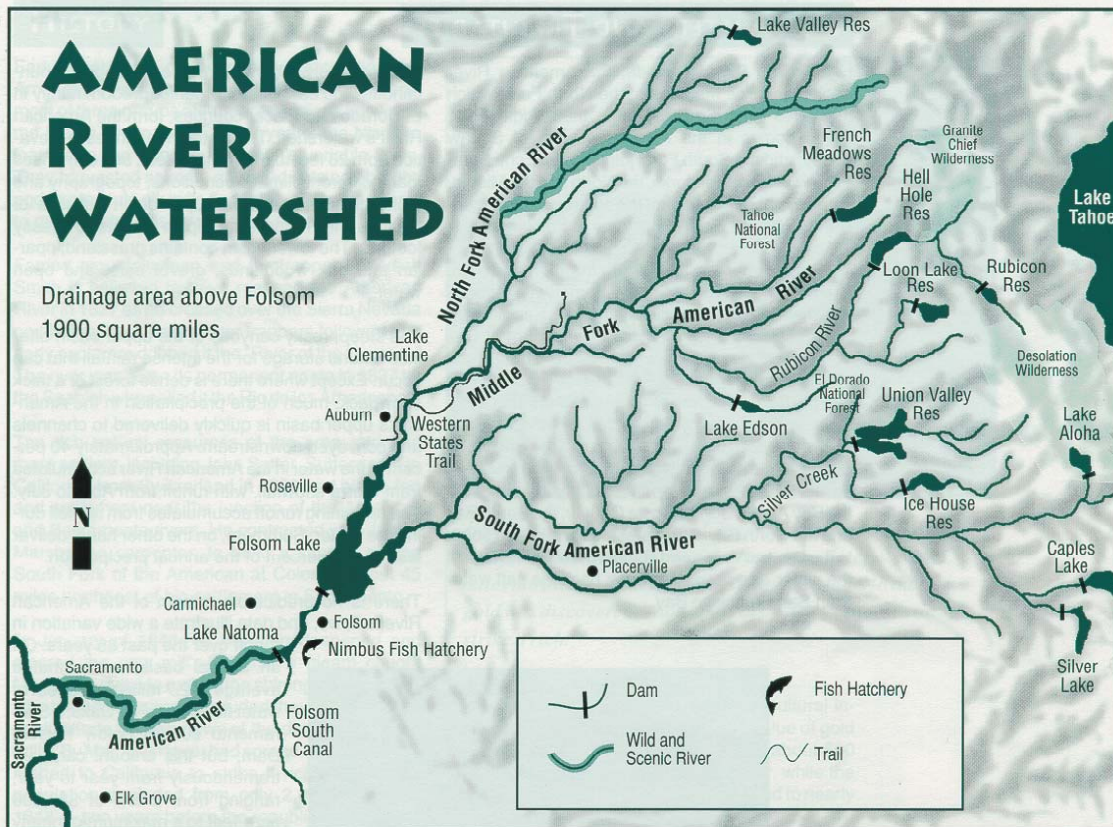 AMERICAN
RIVER
WATERSHED
Drainage area above Folsom
1900 square miles
Lake Valley Res
North Fork American River
French
Meadows
Res
Granite
Chief
Wilderness
Hell
Hole
Res
Lake
Tahoe
Tahoe
National
Forest
Loon Lake
Res
Rubicon
Res
American River
Fork
Middle
Lake
Clementine
Rubicon River
Desolation
Wilderness
El Dorado
National
Forest
Union Valley
Res
Auburn
Western
States
Trail
Lake Edson
Lake
Aloha
Silver Creek
Ice House
Res
Roseville
N
Folsom Lake
South Fork American River
Placerville
Caples
Lake
Carmichael
Folsom
Lake Natoma
Nimbus Fish Hatchery
Silver
Lake
Sacramento
Sacramento
River
American River
Folsom
South
Canal
Elk Grove
Dam
Fish Hatchery
Wild and
Scenic River
Trail